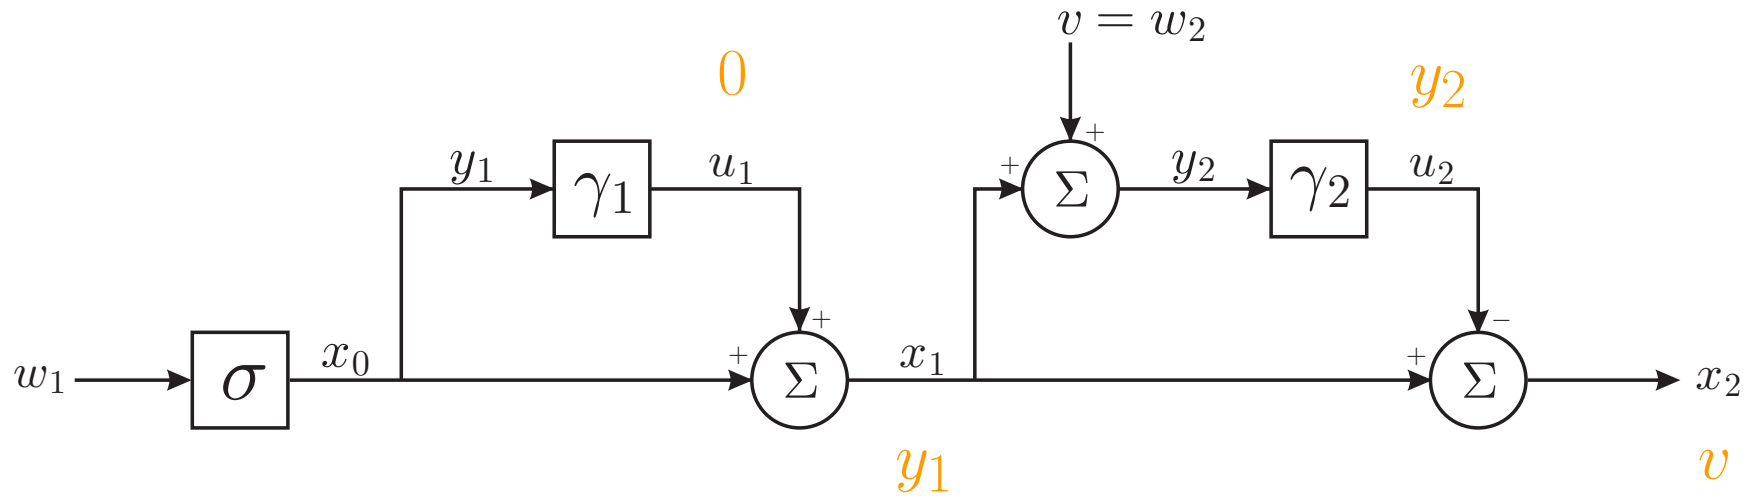 v = w₂
0
y₂
+
y₁
γ₁
u₁
+
Σ
y₂
γ₂
u₂
w₁
σ
x₀
+
+
Σ
x₁
+
−
Σ
x₂
y₁
v